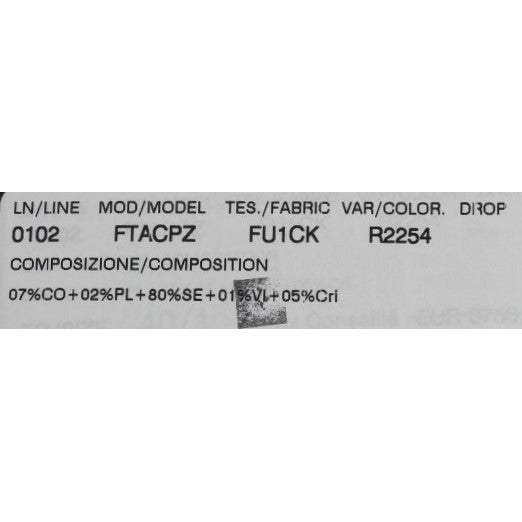 LN/LINE MOD/MODEL TES./FABRIC VAR/COLOR. DROP
0102 FTACPZ FU1CK R2254
COMPOSIZIONE/COMPOSITION
07%CO+02%PL+80%SE+01%VI+05%Cri